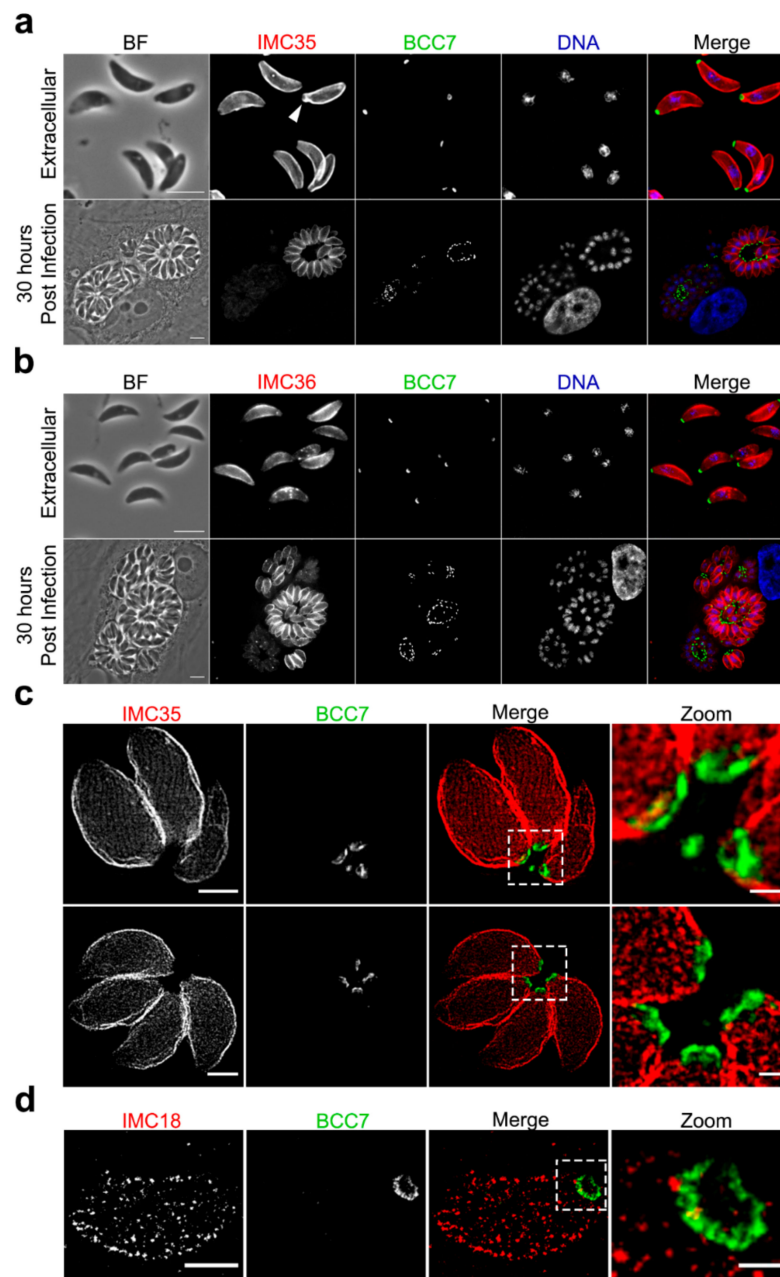 a
BF IMC35 BCC7 DNA Merge
Extracellular
30 hours
Post Infection
b
BF IMC36 BCC7 DNA Merge
Extracellular
30 hours
Post Infection
c
IMC35 BCC7 Merge Zoom
d
IMC18 BCC7 Merge Zoom